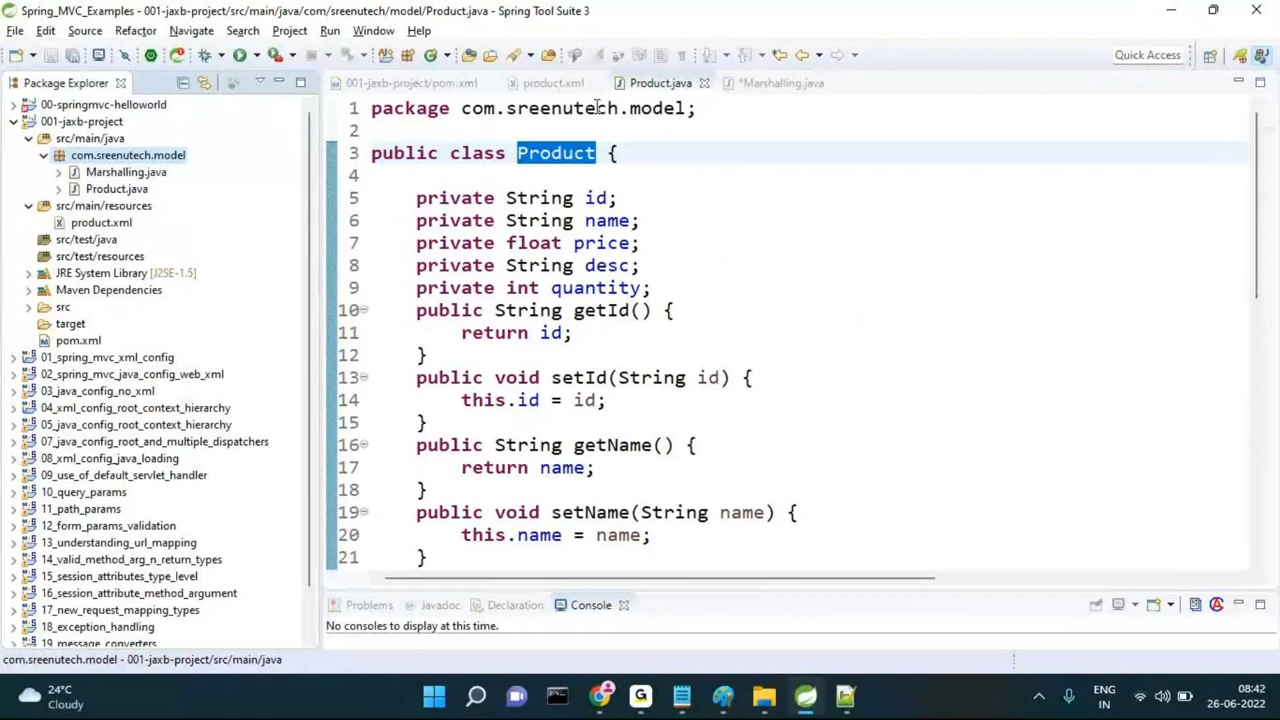 Spring_MVC_Examples - 001-jaxb-project/src/main/java/com/sreenutech/model/Product.java - Spring Tool Suite 3
File Edit Source Refactor Navigate Search Project Run Window Help
Quick Access
Package Explorer
00-springmvc-helloworld
001-jaxb-project
src/main/java
com.sreenutech.model
Marshalling.java
Product.java
src/main/resources
product.xml
src/test/java
src/test/resources
JRE System Library [J2SE-1.5]
Maven Dependencies
src
target
pom.xml
01_spring_mvc_xml_config
02_spring_mvc_java_config_web_xml
03_java_config_no_xml
04_xml_config_root_context_hierarchy
05_java_config_root_context_hierarchy
07_java_config_root_and_multiple_dispatchers
08_xml_config_java_loading
09_use_of_default_servlet_handler
10_query_params
11_path_params
12_form_params_validation
13_understanding_url_mapping
14_valid_method_arg_n_return_types
15_session_attributes_type_level
16_session_attribute_method_argument
17_new_request_mapping_types
18_exception_handling
19_message_converters
001-jaxb-project/pom.xml product.xml Product.java *Marshalling.java
1 package com.sreenutech.model;
2
3 public class Product {
4
5 private String id;
6 private String name;
7 private float price;
8 private String desc;
9 private int quantity;
10 public String getId() {
11 return id;
12 }
13 public void setId(String id) {
14 this.id = id;
15 }
16 public String getName() {
17 return name;
18 }
19 public void setName(String name) {
20 this.name = name;
21 }
Problems Javadoc Declaration Console
No consoles to display at this time.
com.sreenutech.model - 001-jaxb-project/src/main/java
24°C
Cloudy
ENG
IN
08:42
26-06-2022